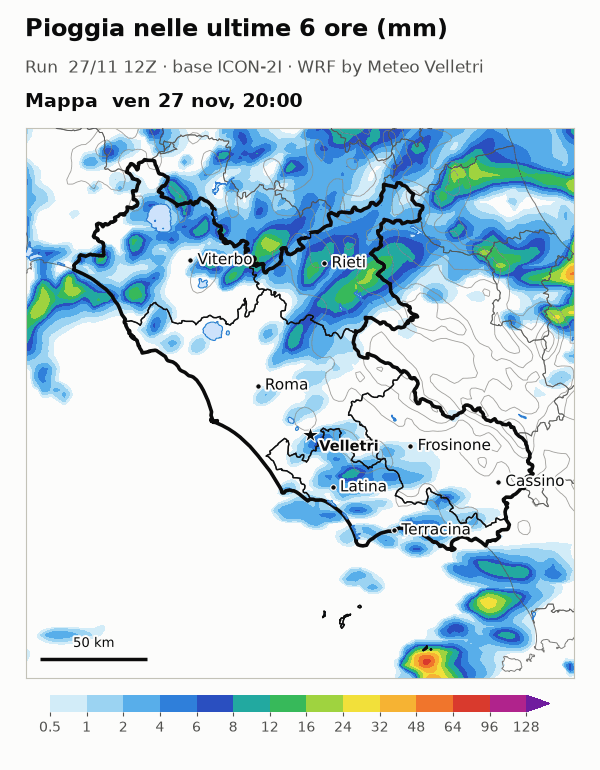 Pioggia nelle ultime 6 ore (mm)
Run 27/11 12Z · base ICON-2I · WRF by Meteo Velletri
Mappa ven 27 nov, 20:00
Viterbo
Rieti
Roma
Velletri
Frosinone
Cassino
Latina
Terracina
50 km
0.5 1 2 4 6 8 12 16 24 32 48 64 96 128